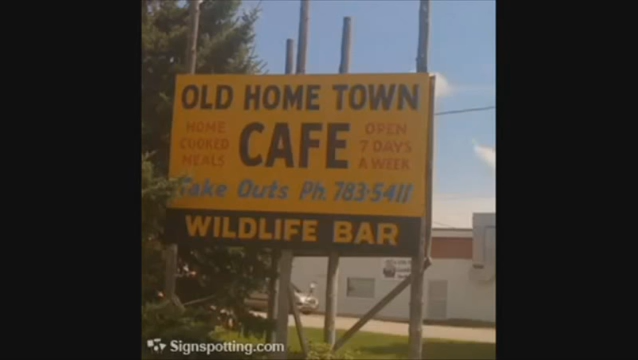 OLD HOME TOWN
HOME
COOKED
MEALS
CAFE
OPEN
7 DAYS
A WEEK
Take Outs Ph. 783-5411
WILDLIFE BAR
Signspotting.com